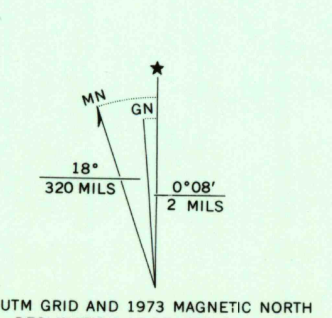 MN
GN
18°
320 MILS
0°08′
2 MILS
UTM GRID AND 1973 MAGNETIC NORTH